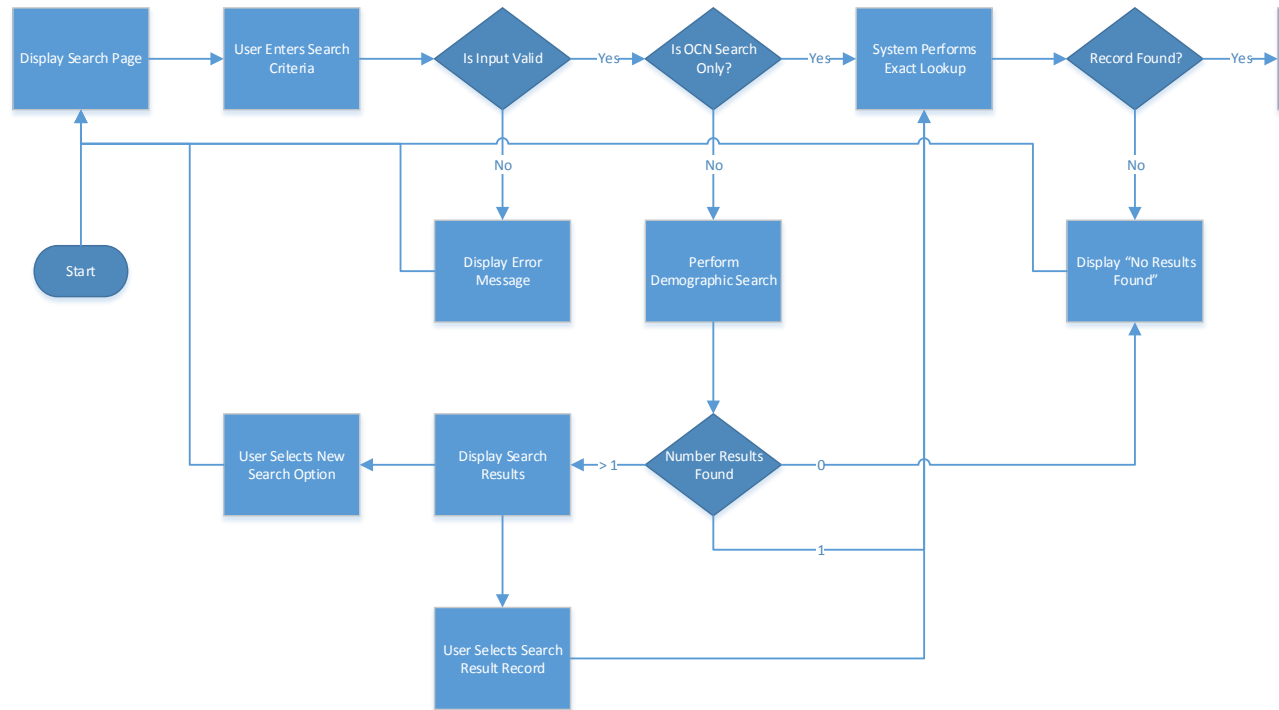 Display Search Page
User Enters Search
Criteria
Is Input Valid
Yes
Is OCN Search
Only?
Yes
System Performs
Exact Lookup
Record Found?
Yes
No
No
No
Start
Display Error
Message
Perform
Demographic Search
Display “No Results
Found”
User Selects New
Search Option
Display Search
Results
> 1
Number Results
Found
0
1
User Selects Search
Result Record